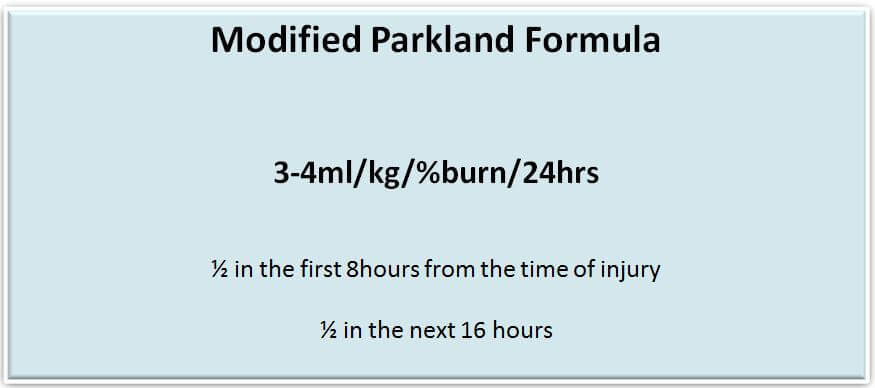 Modified Parkland Formula
3-4ml/kg/%burn/24hrs
½ in the first 8hours from the time of injury
½ in the next 16 hours